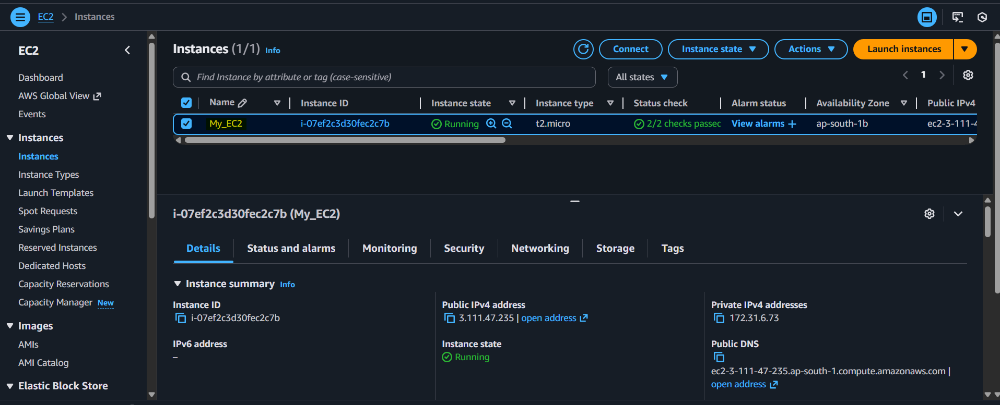 EC2 > Instances
EC2
Dashboard
AWS Global View
Events
Instances
Instances
Instance Types
Launch Templates
Spot Requests
Savings Plans
Reserved Instances
Dedicated Hosts
Capacity Reservations
Capacity Manager New
Images
AMIs
AMI Catalog
Elastic Block Store
Instances (1/1) Info
Connect
Instance state
Actions
Launch instances
Find Instance by attribute or tag (case-sensitive)
All states
1
Name Instance ID Instance state Instance type Status check Alarm status Availability Zone Public IPv4
My_EC2 i-07ef2c3d30fec2c7b Running t2.micro 2/2 checks passec View alarms + ap-south-1b ec2-3-111-4
i-07ef2c3d30fec2c7b (My_EC2)
Details Status and alarms Monitoring Security Networking Storage Tags
Instance summary Info
Instance ID
i-07ef2c3d30fec2c7b
Public IPv4 address
3.111.47.235 | open address
Private IPv4 addresses
172.31.6.73
IPv6 address
–
Instance state
Running
Public DNS
ec2-3-111-47-235.ap-south-1.compute.amazonaws.com |
open address